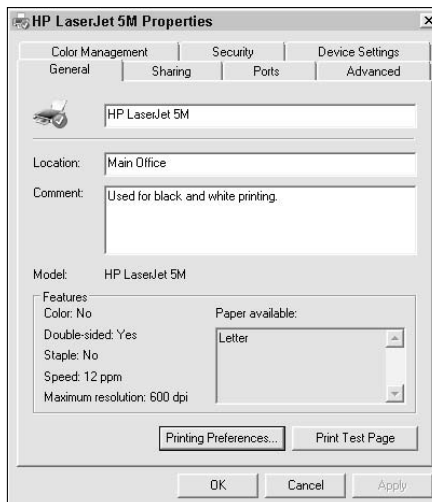 HP LaserJet 5M Properties
Color Management Security Device Settings
General Sharing Ports Advanced
HP LaserJet 5M
Location: Main Office
Comment: Used for black and white printing.
Model: HP LaserJet 5M
Features
Color: No Paper available:
Double-sided: Yes Letter
Staple: No
Speed: 12 ppm
Maximum resolution: 600 dpi
Printing Preferences... Print Test Page
OK Cancel Apply